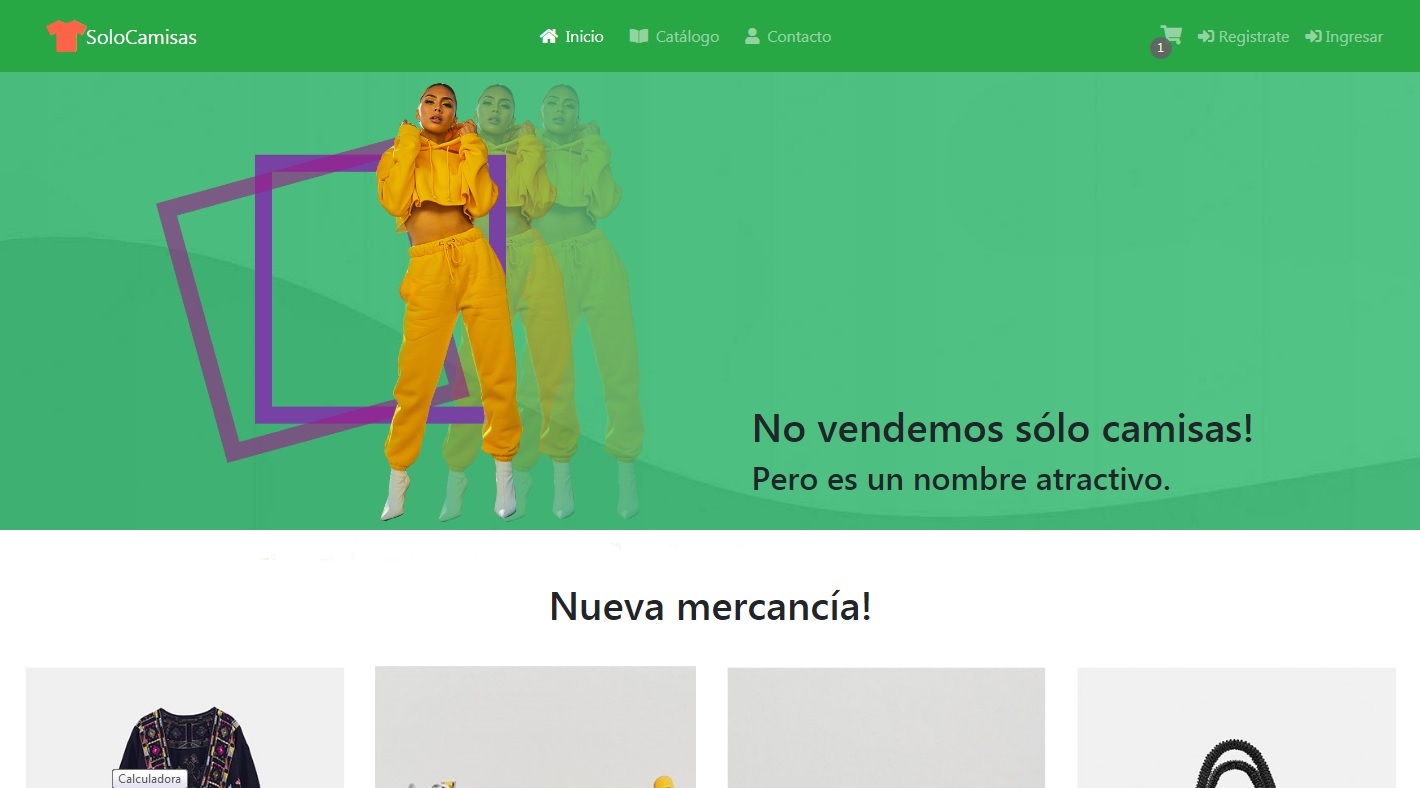 SoloCamisas
Inicio
Catálogo
Contacto
1
Registrate
Ingresar
No vendemos sólo camisas!
Pero es un nombre atractivo.
Nueva mercancía!
Calculadora